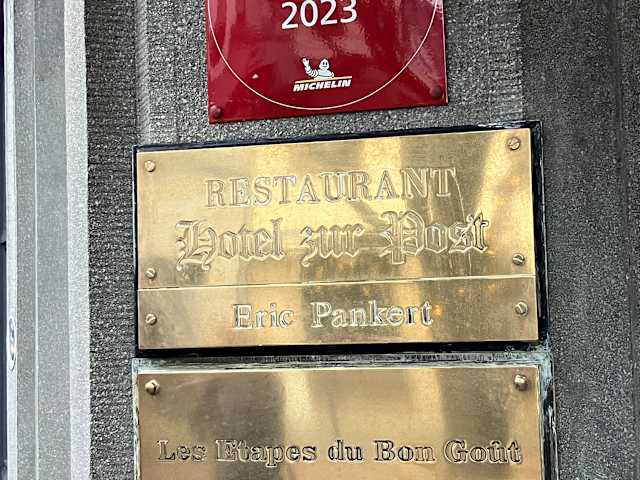 2023
MICHELIN
RESTAURANT
Hotel zur Post
Eric Pankert
Les Etapes du Bon Goût